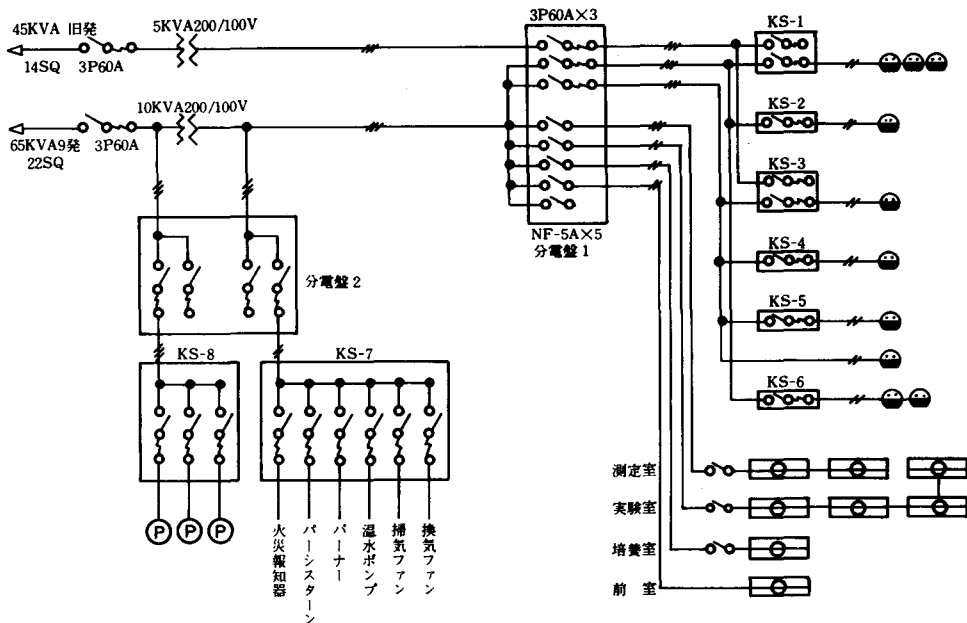 45KVA 旧発
14SQ
3P60A
5KVA200/100V
3P60A×3
65KVA9発
22SQ
3P60A
10KVA200/100V
NF-5A×5
分電盤 1
分電盤 2
KS-8
KS-7
KS-1
KS-2
KS-3
KS-4
KS-5
KS-6
P
P
P
火災報知器
パーシスターン
バーナー
温水ポンプ
掃気ファン
換気ファン
測定室
実験室
培養室
前 室